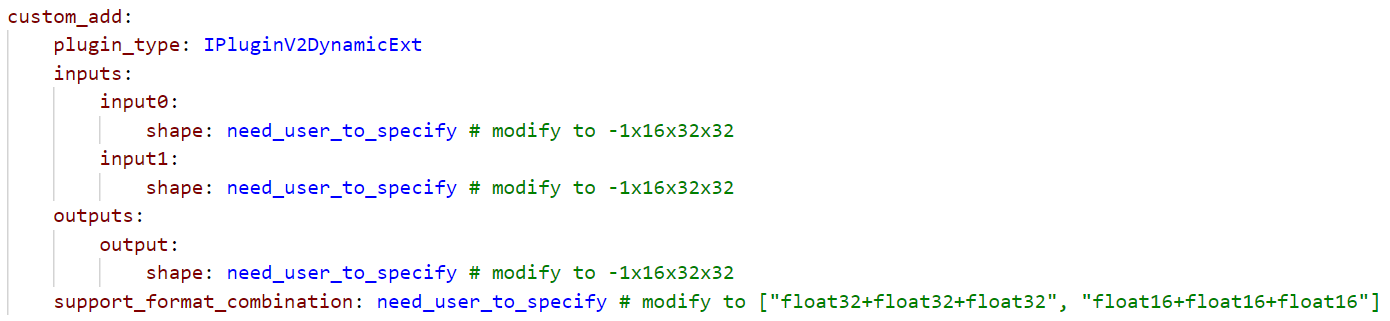 custom_add:
    plugin_type: IPluginV2DynamicExt
    inputs:
        input0:
            shape: need_user_to_specify # modify to -1x16x32x32
        input1:
            shape: need_user_to_specify # modify to -1x16x32x32
    outputs:
        output:
            shape: need_user_to_specify # modify to -1x16x32x32
    support_format_combination: need_user_to_specify # modify to ["float32+float32+float32", "float16+float16+float16"]